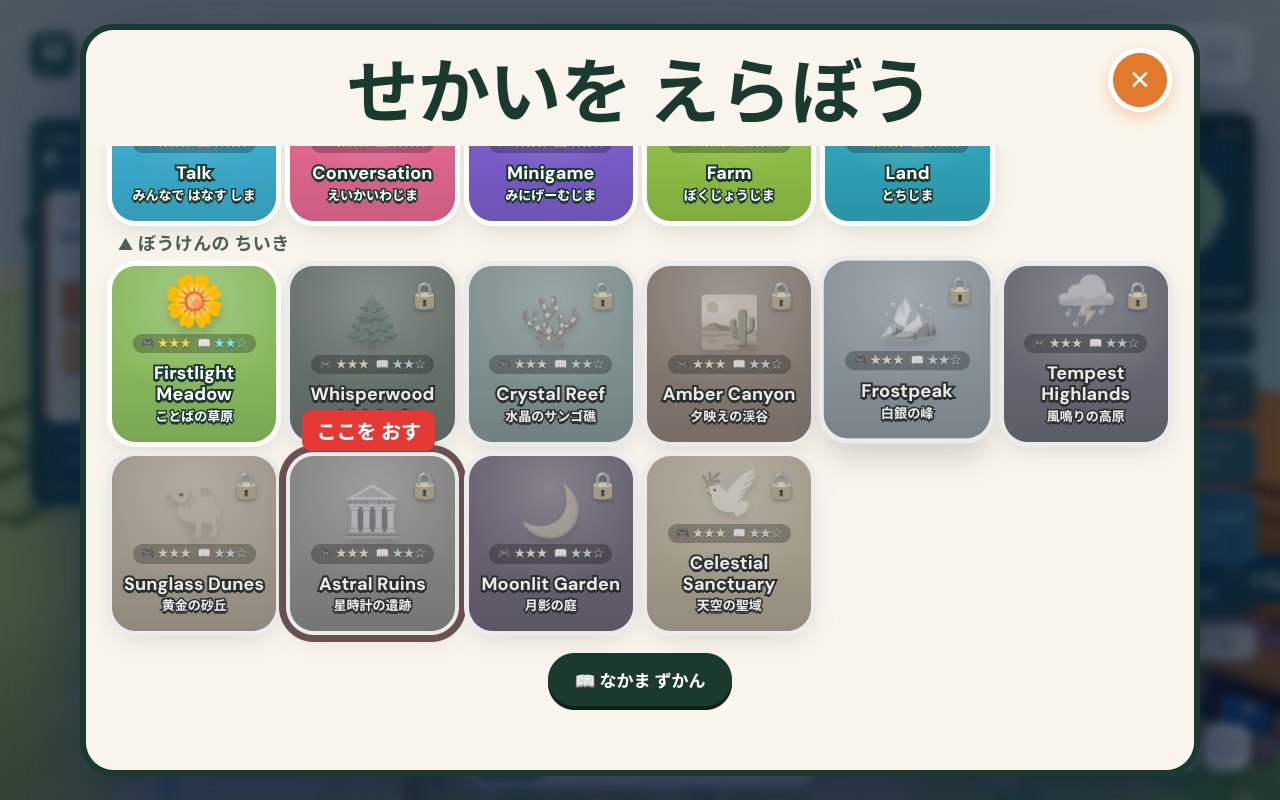 せかいを えらぼう
×
Talk
みんなで はなす しま
Conversation
えいかいわじま
Minigame
みにげーむじま
Farm
ぼくじょうじま
Land
とちじま
▲ ぼうけんの ちいき
★★★ ★★☆
Firstlight
Meadow
ことばの草原
★★★ ★★☆
Whisperwood
★★★ ★★☆
Crystal Reef
水晶のサンゴ礁
★★★ ★★☆
Amber Canyon
夕映えの渓谷
★★★ ★★☆
Frostpeak
白銀の峰
★★★ ★★☆
Tempest
Highlands
風鳴りの高原
ここを おす
★★★ ★★☆
Sunglass Dunes
黄金の砂丘
★★★ ★★☆
Astral Ruins
星時計の遺跡
★★★ ★★☆
Moonlit Garden
月影の庭
★★★ ★★☆
Celestial
Sanctuary
天空の聖域
なかま ずかん